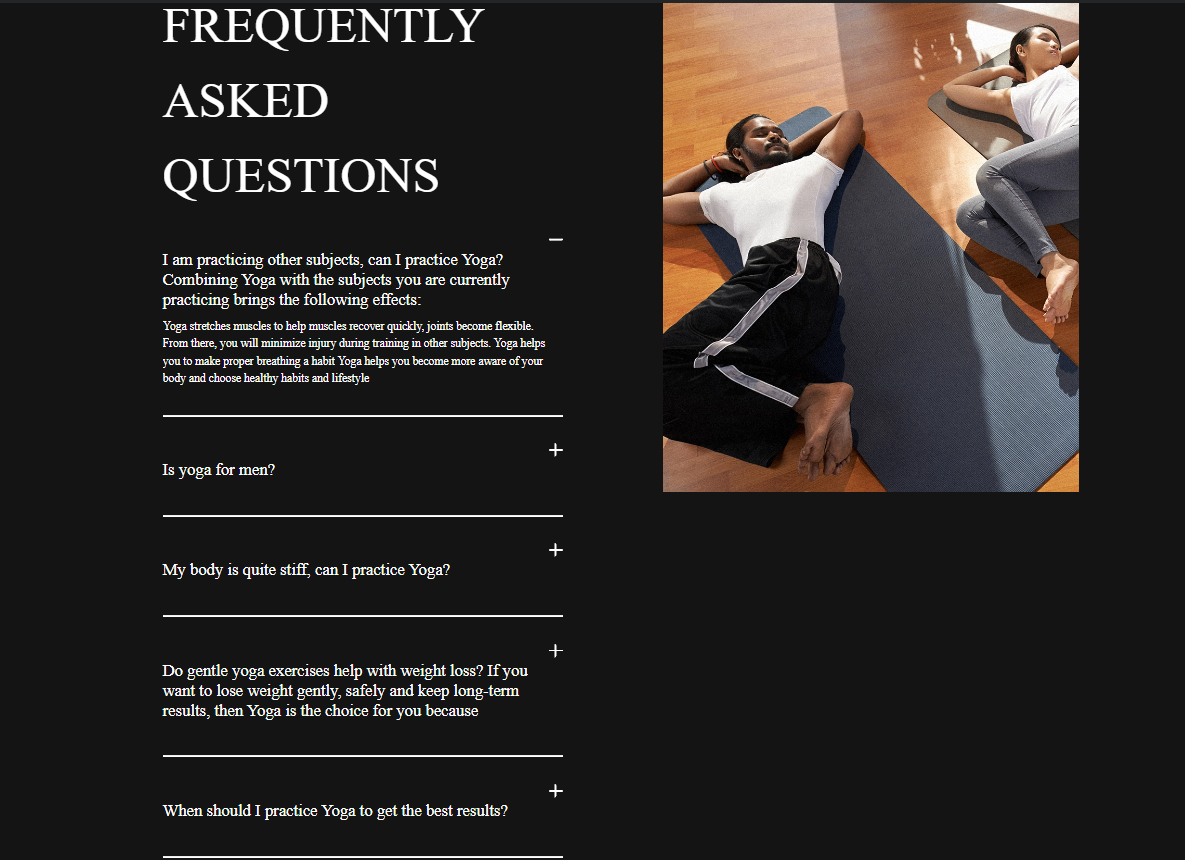 FREQUENTLY
ASKED
QUESTIONS
I am practicing other subjects, can I practice Yoga?
Combining Yoga with the subjects you are currently
practicing brings the following effects:
Yoga stretches muscles to help muscles recover quickly, joints become flexible.
From there, you will minimize injury during training in other subjects. Yoga helps
you to make proper breathing a habit Yoga helps you become more aware of your
body and choose healthy habits and lifestyle
Is yoga for men?
My body is quite stiff, can I practice Yoga?
Do gentle yoga exercises help with weight loss? If you
want to lose weight gently, safely and keep long-term
results, then Yoga is the choice for you because
When should I practice Yoga to get the best results?